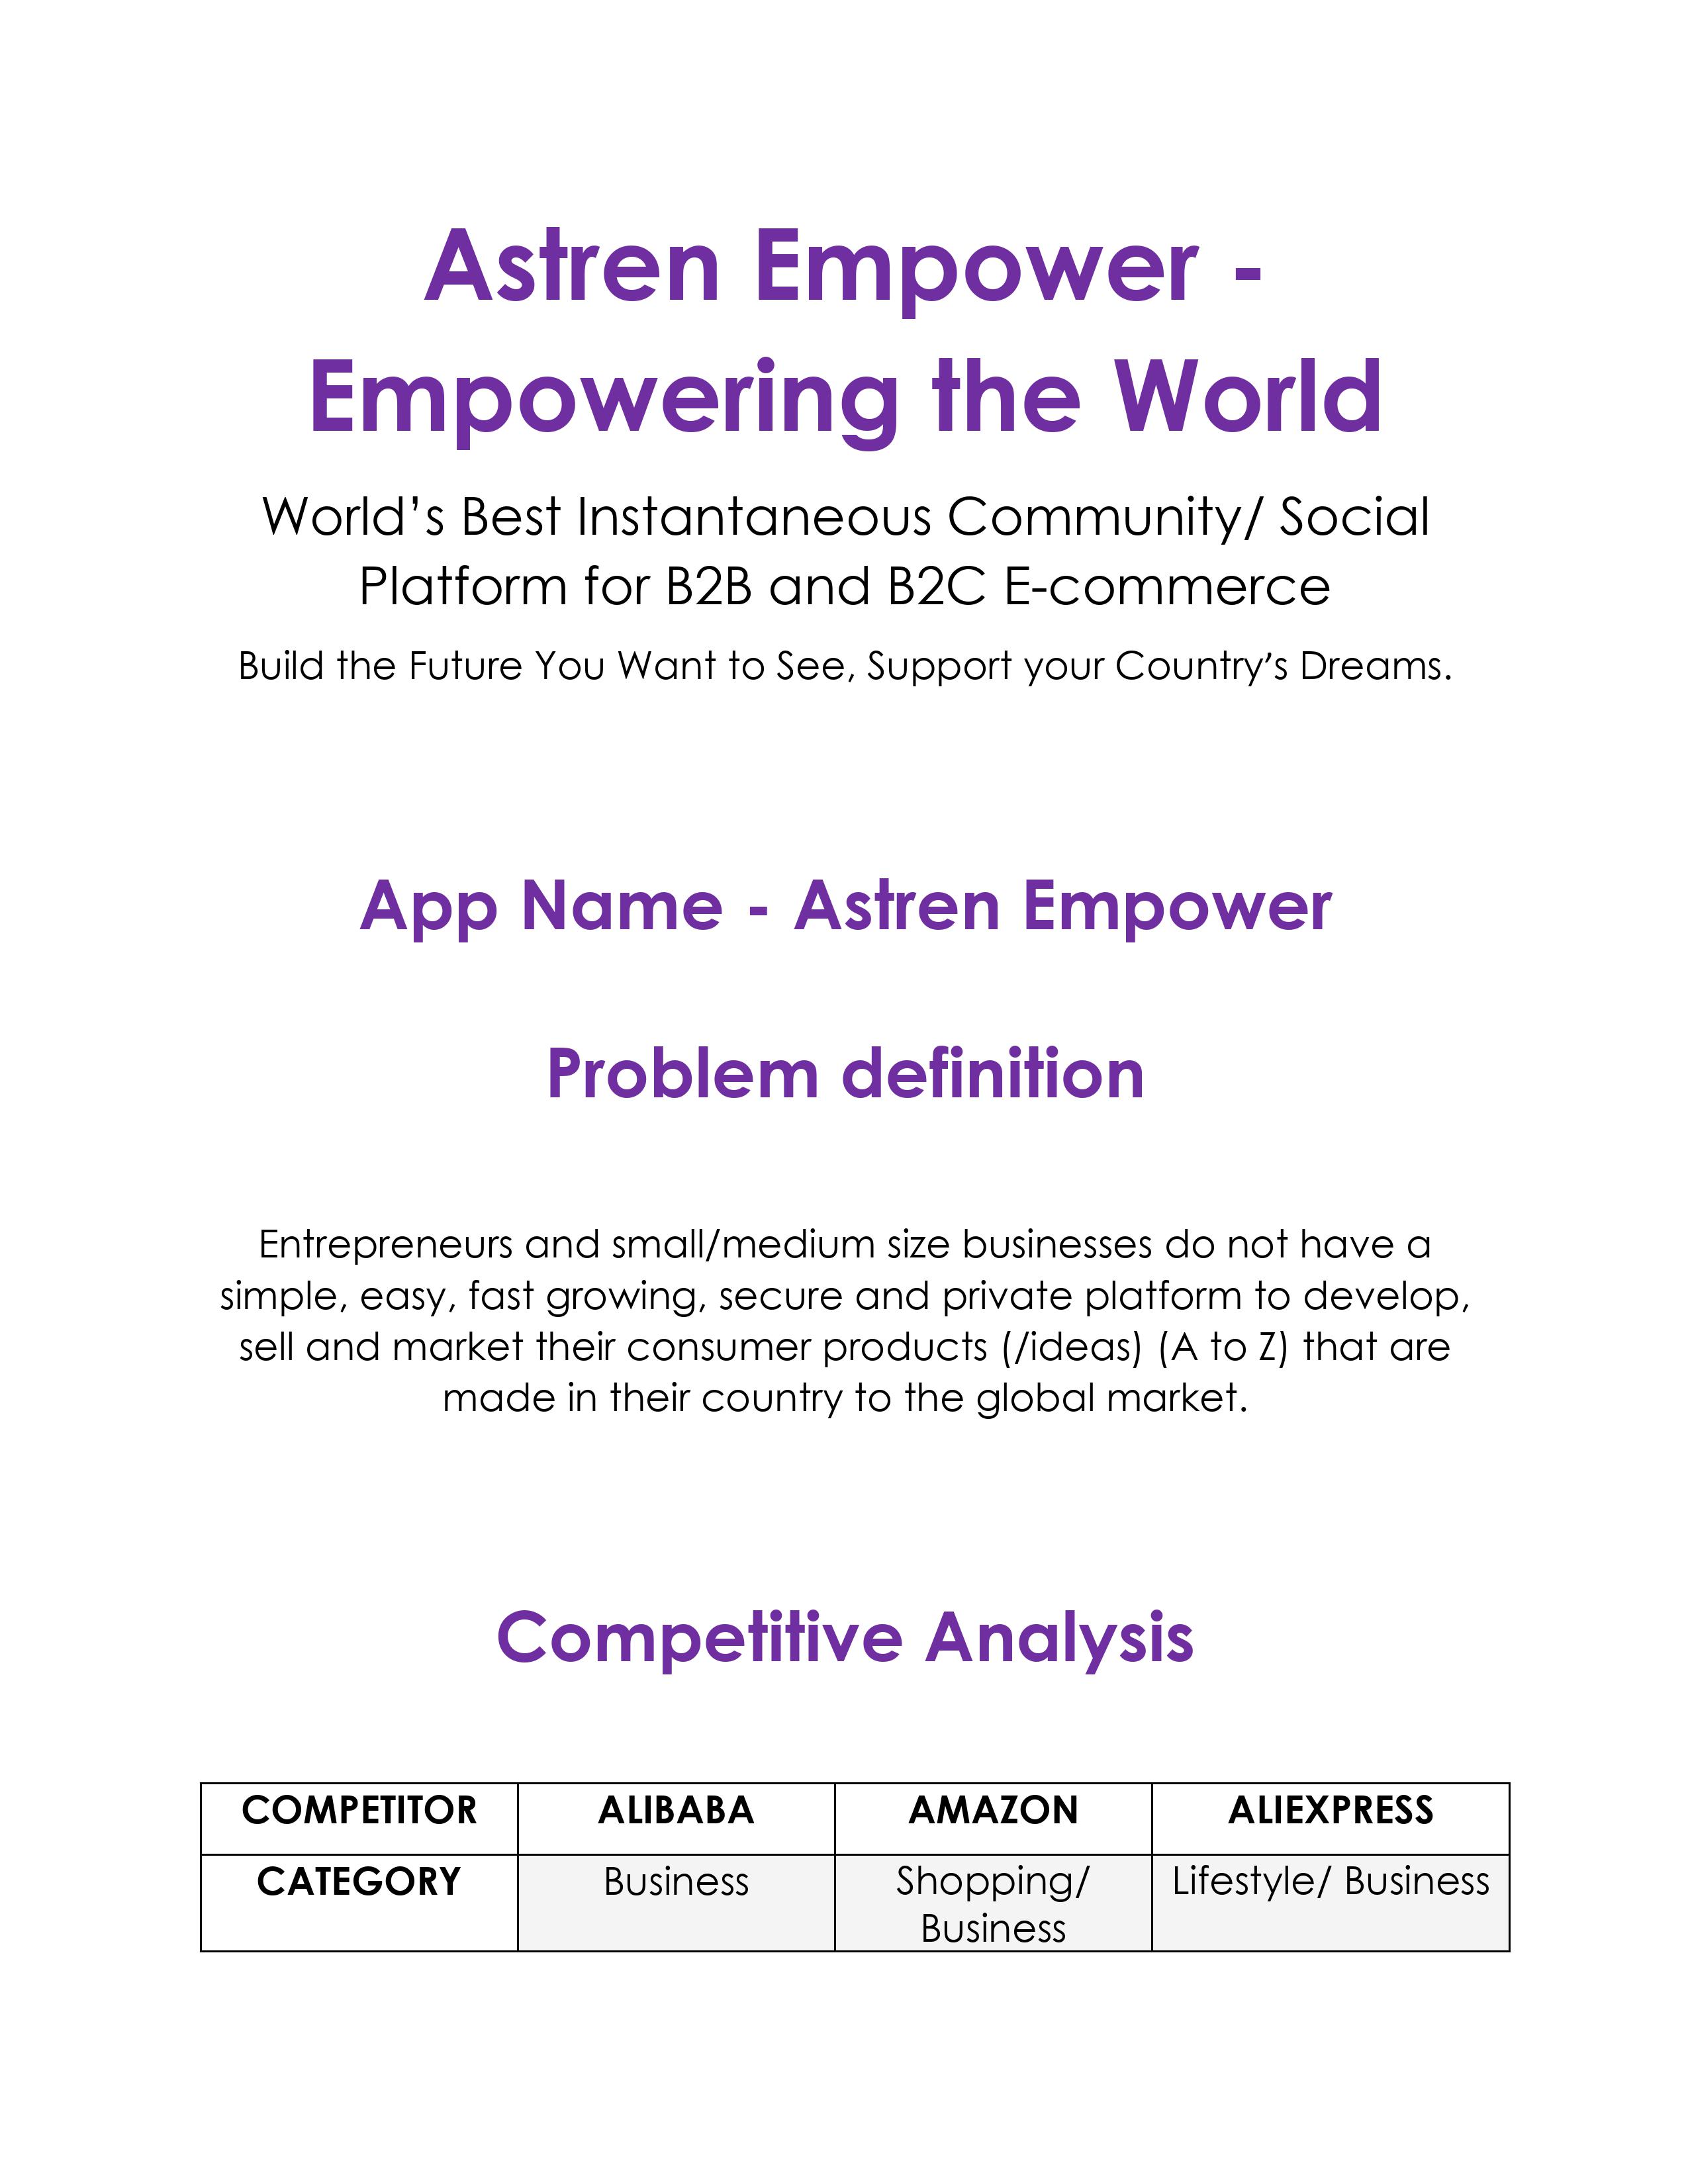 Astren Empower -
Empowering the World
World’s Best Instantaneous Community/ Social
Platform for B2B and B2C E-commerce
Build the Future You Want to See, Support your Country’s Dreams.
App Name - Astren Empower
Problem definition
Entrepreneurs and small/medium size businesses do not have a
simple, easy, fast growing, secure and private platform to develop,
sell and market their consumer products (/ideas) (A to Z) that are
made in their country to the global market.
Competitive Analysis
COMPETITOR ALIBABA AMAZON ALIEXPRESS
CATEGORY Business Shopping/ Lifestyle/ Business
Business